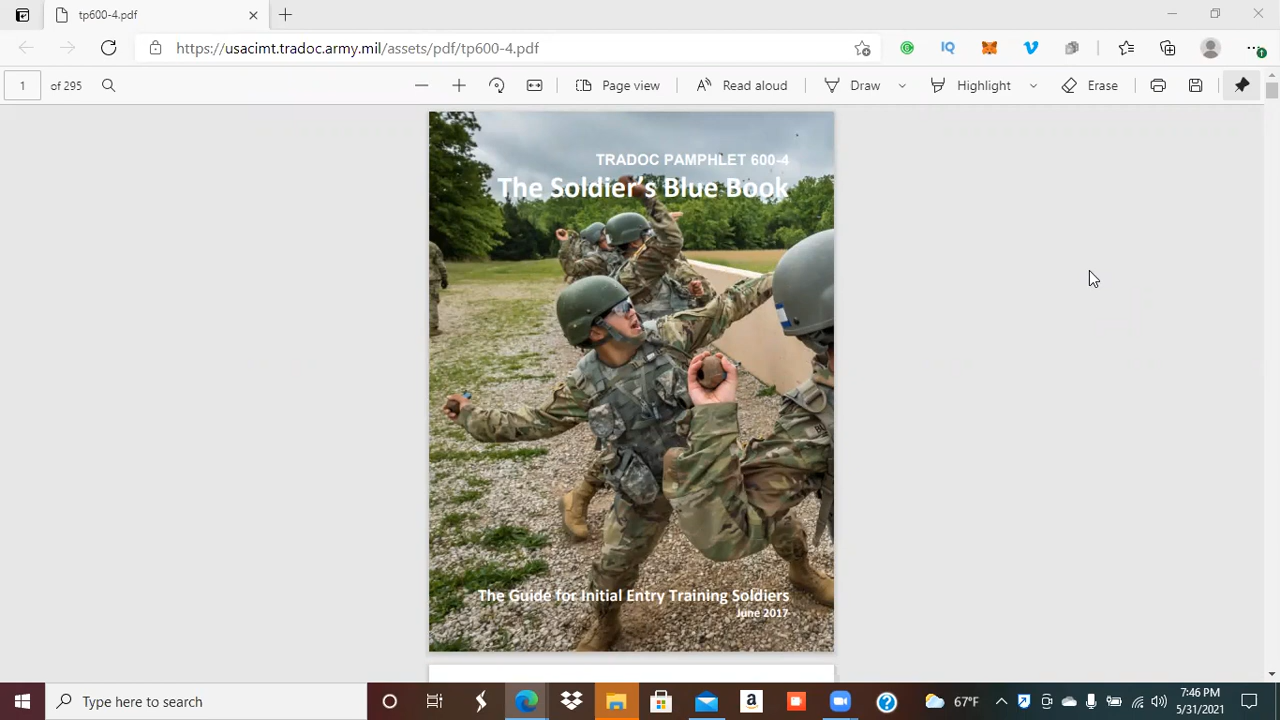 tp600-4.pdf
https://usacimt.tradoc.army.mil/assets/pdf/tp600-4.pdf
IQ
1 of 295
Page view
Read aloud
Draw
Highlight
Erase
TRADOC PAMPHLET 600-4
The Soldier's Blue Book
The Guide for Initial Entry Training Soldiers
June 2017
Type here to search
67°F
7:46 PM
5/31/2021